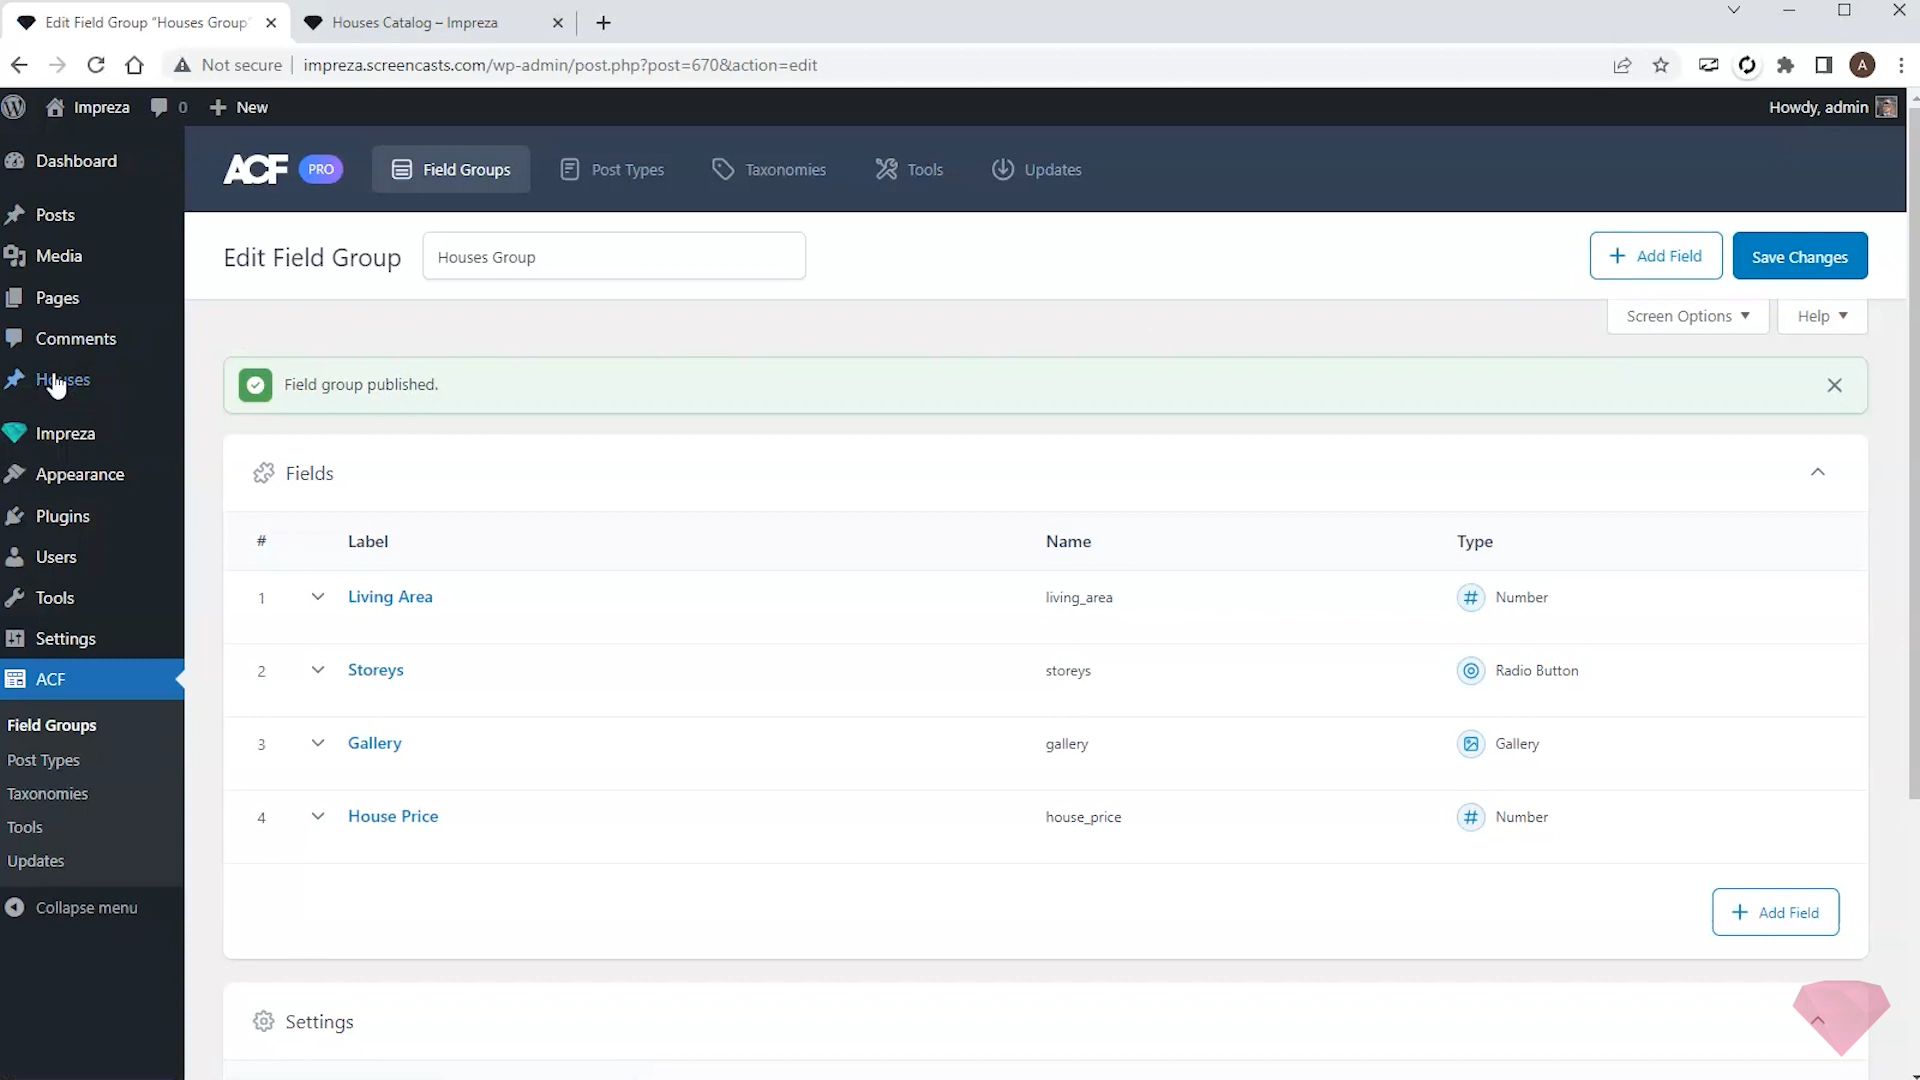 Edit Field Group "Houses Group"
Houses Catalog – Impreza
Not secure
impreza.screencasts.com/wp-admin/post.php?post=670&action=edit
A
Impreza
0
New
Howdy, admin
Dashboard
Posts
Media
Pages
Comments
Houses
Impreza
Appearance
Plugins
Users
Tools
Settings
ACF
Field Groups
Post Types
Taxonomies
Tools
Updates
Collapse menu
ACF PRO
Field Groups
Post Types
Taxonomies
Tools
Updates
Edit Field Group
Houses Group
+ Add Field
Save Changes
Screen Options
Help
Field group published.
Fields
# Label Name Type
1 Living Area living_area Number
2 Storeys storeys Radio Button
3 Gallery gallery Gallery
4 House Price house_price Number
+ Add Field
Settings